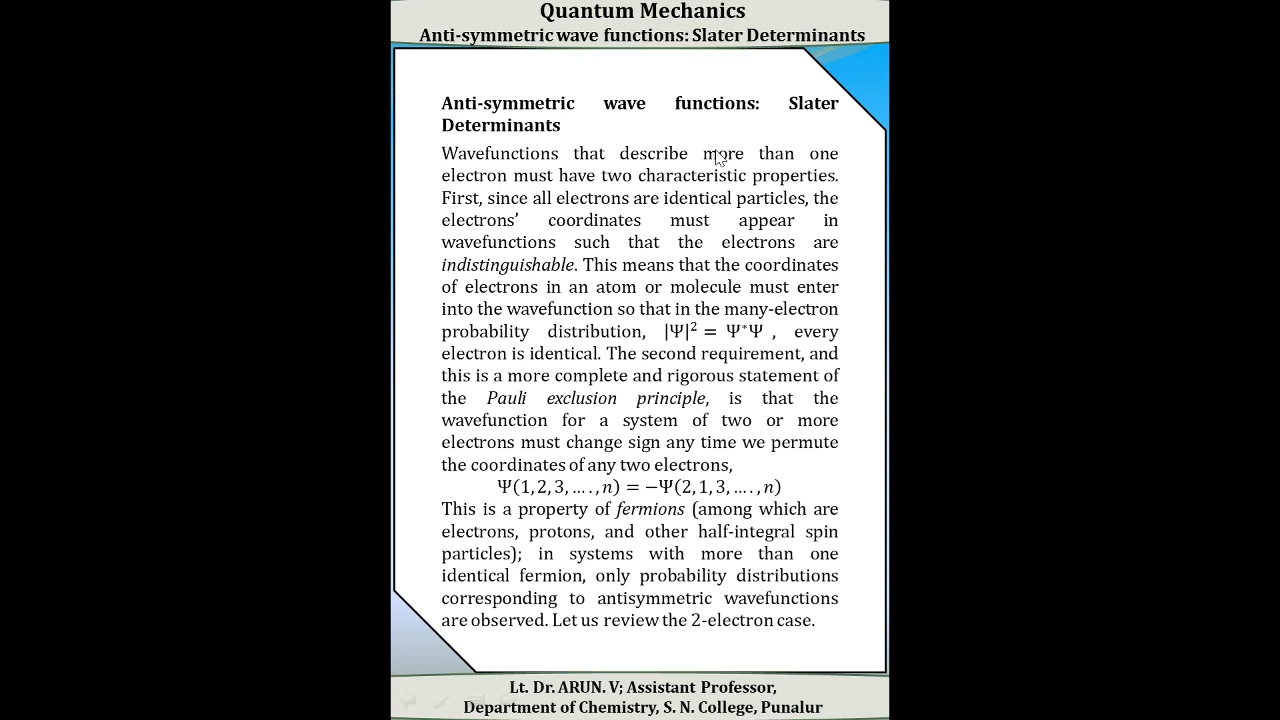 Quantum Mechanics
Anti-symmetric wave functions: Slater Determinants
Anti-symmetric wave functions: Slater
Determinants
Wavefunctions that describe more than one
electron must have two characteristic properties.
First, since all electrons are identical particles, the
electrons’ coordinates must appear in
wavefunctions such that the electrons are
indistinguishable. This means that the coordinates
of electrons in an atom or molecule must enter
into the wavefunction so that in the many-electron
probability distribution, |Ψ|² = Ψ*Ψ , every
electron is identical. The second requirement, and
this is a more complete and rigorous statement of
the Pauli exclusion principle, is that the
wavefunction for a system of two or more
electrons must change sign any time we permute
the coordinates of any two electrons,
Ψ(1,2,3,….,n) = −Ψ(2,1,3,….,n)
This is a property of fermions (among which are
electrons, protons, and other half-integral spin
particles); in systems with more than one
identical fermion, only probability distributions
corresponding to antisymmetric wavefunctions
are observed. Let us review the 2-electron case.
Lt. Dr. ARUN. V; Assistant Professor,
Department of Chemistry, S. N. College, Punalur